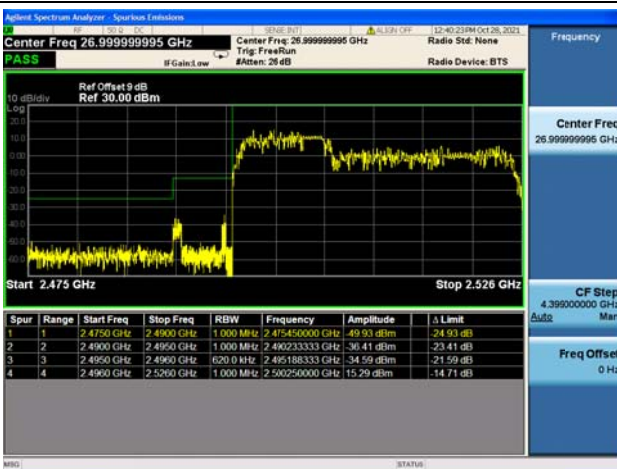 Agilent Spectrum Analyzer - Spurious Emissions
RF 50 Ω DC SENSE:INT ALIGN OFF 12:40:23 PM Oct 28, 2021
Center Freq 26.999999995 GHz Center Freq: 26.999999995 GHz Radio Std: None
Trig: FreeRun
PASS IFGain:Low #Atten: 26 dB Radio Device: BTS
Ref Offset 9 dB
10 dB/div Ref 30.00 dBm
Log
20.0
10.0
0.00
Start 2.475 GHz Stop 2.526 GHz
Spur Range Start Freq Stop Freq RBW Frequency Amplitude Δ Limit
1 1 2.4750 GHz 2.4900 GHz 1.000 MHz 2.475450000 GHz -49.93 dBm -24.93 dB
2 2 2.4900 GHz 2.4950 GHz 1.000 MHz 2.490233333 GHz -36.41 dBm -23.41 dB
3 3 2.4950 GHz 2.4960 GHz 620.0 kHz 2.495188333 GHz -34.59 dBm -21.59 dB
4 4 2.4960 GHz 2.5260 GHz 1.000 MHz 2.500250000 GHz 15.29 dBm -14.71 dB
MSG STATUS
Frequency
Center Freq
26.999999995 GHz
CF Step
4.399000000 GHz
Auto Man
Freq Offset
0 Hz